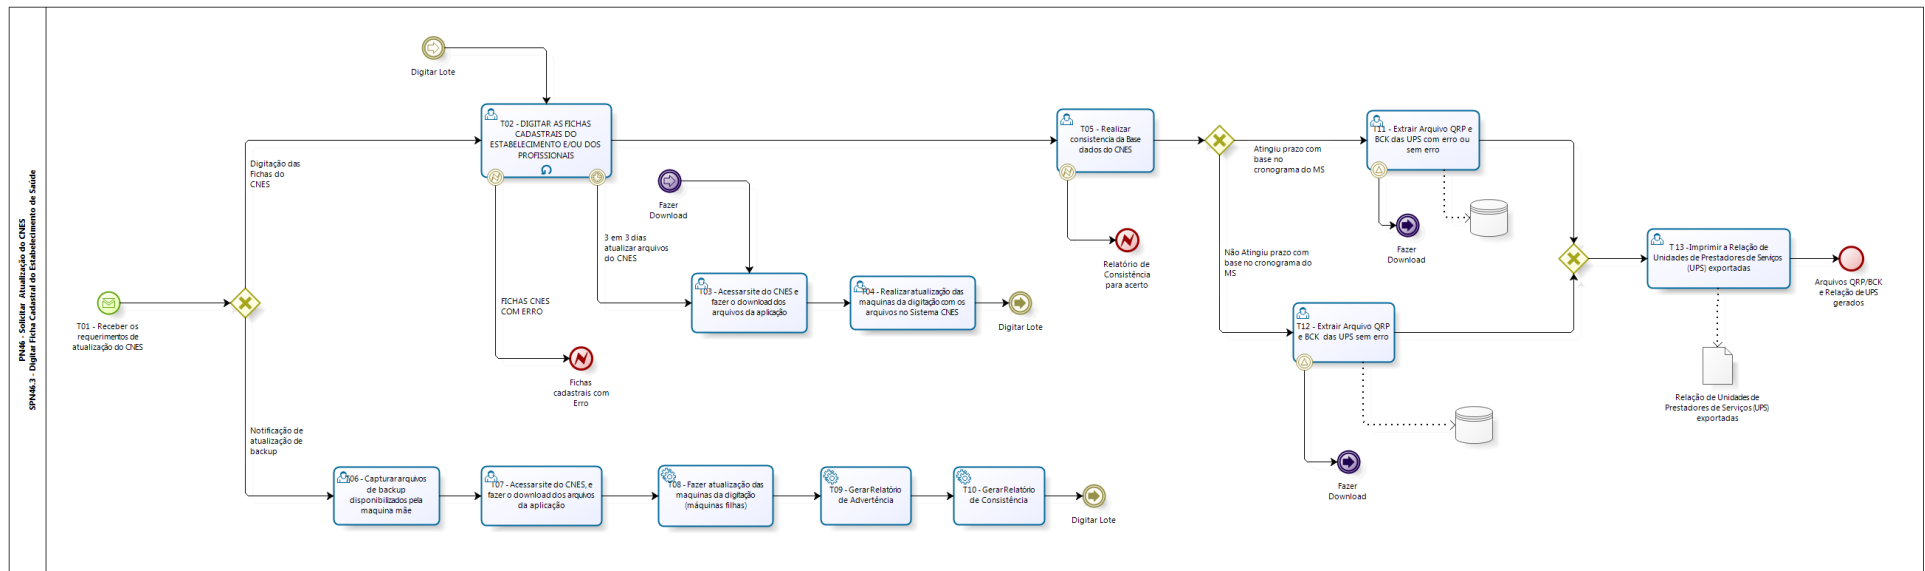 PN46 - Solicitar Atualização do CNES
SPN46.3 - Digitar Ficha Cadastral do Estabelecimento de Saude
T01 - Receber os
requerimentos de
atualização do CNES
Digitação das
Fichas do
CNES
Notificação de
atualização de
backup
Digitar Lote
T02 - DIGITAR AS FICHAS
CADASTRAIS DO
ESTABELECIMENTO E/OU DOS
PROFISSIONAIS
FICHAS CNES
COM ERRO
Fichas
cadastrais com
Erro
3 em 3 dias
atualizar arquivos
do CNES
Fazer
Download
T03 - Acessar site do CNES e
fazer o download dos
arquivos da aplicação
T04 - Realizar atualização das
maquinas da digitação com os
arquivos no Sistema CNES
Digitar Lote
T05 - Realizar
consistencia da Base
dados do CNES
Relatório de
Consistência
para acerto
Atingiu prazo com
base no
cronograma do MS
Não Atingiu prazo com
base no cronograma do
MS
T11 - Extrair Arquivo QRP e
BCK das UPS com erro ou
sem erro
Fazer
Download
T12 - Extrair Arquivo QRP
e BCK das UPS sem erro
Fazer
Download
T 13 -Imprimir a Relação de
Unidades de Prestadores de Serviços
(UPS) exportadas
Arquivos QRP/BCK
e Relação de UPS
gerados
Relação de Unidades de
Prestadores de Serviços (UPS)
exportadas
T06 - Capturar arquivos
de backup
disponibilizados pela
maquina mãe
T07 - Acessar site do CNES, e
fazer o download dos arquivos
da aplicação
T08 - Fazer atualização das
maquinas da digitação
(máquinas filhas)
T09 - Gerar Relatório
de Advertência
T10 - Gerar Relatório
de Consistência
Digitar Lote